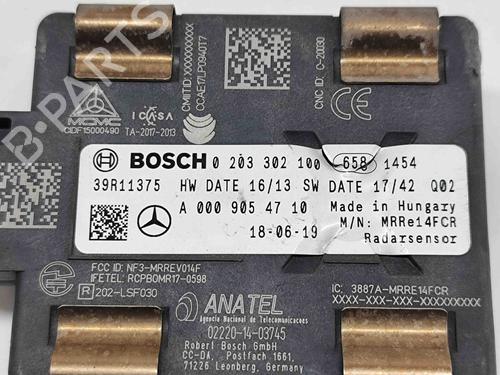 B-PARTS
CMIIT ID: XXXXXXXXXX
CCAE17LP0940T7
CNC ID: C-20030
MCMC
CIDF15000490
ICASA
TA-2017-2013
BOSCH 0 203 302 100 658 1454
39R11375 HW DATE 16/13 SW DATE 17/42 Q02
A 000 905 47 10 Made in Hungary
M/N: MRRe14FCR
18-06-19 Radarsensor
FCC ID: NF3-MRREV014F
IFETEL: RCPBOMR17-0598
R 202-LSF030
IC: 3887A-MRRE14FCR
XXXX-XXX-XXX-xxxxxxxx
ANATEL
Agência Nacional de Telecomunicações
02220-14-03745
Robert Bosch GmbH
CC-DA, Postfach 1661,
71226 Leonberg, Germany